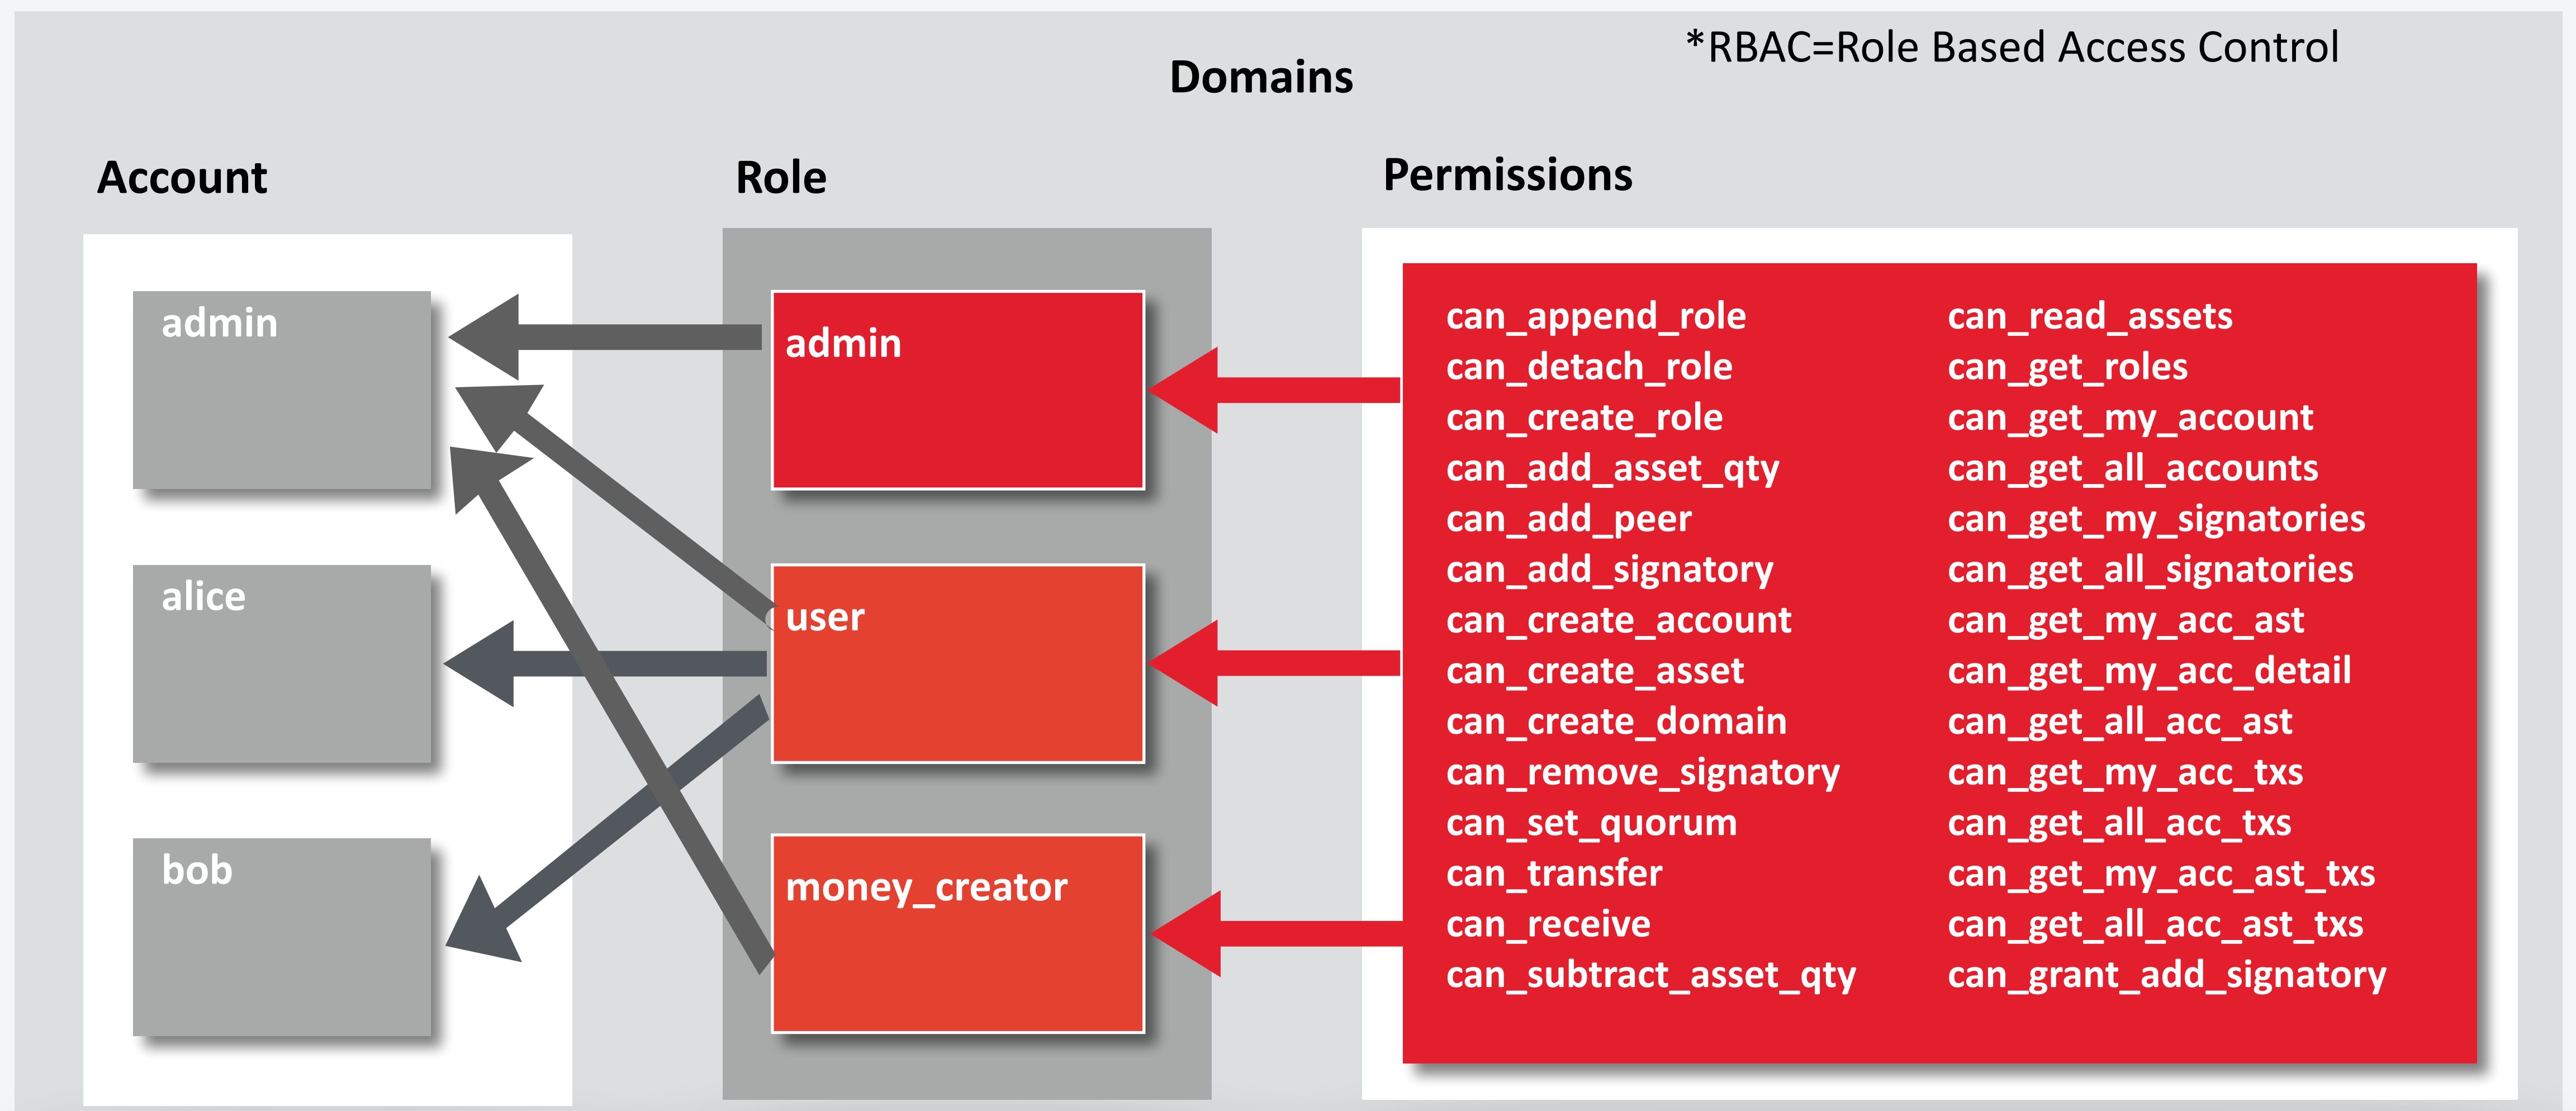 *RBAC=Role Based Access Control
Domains
Account
Role
Permissions
admin
alice
bob
admin
user
money_creator
can_append_role
can_detach_role
can_create_role
can_add_asset_qty
can_add_peer
can_add_signatory
can_create_account
can_create_asset
can_create_domain
can_remove_signatory
can_set_quorum
can_transfer
can_receive
can_subtract_asset_qty
can_read_assets
can_get_roles
can_get_my_account
can_get_all_accounts
can_get_my_signatories
can_get_all_signatories
can_get_my_acc_ast
can_get_my_acc_detail
can_get_all_acc_ast
can_get_my_acc_txs
can_get_all_acc_txs
can_get_my_acc_ast_txs
can_get_all_acc_ast_txs
can_grant_add_signatory